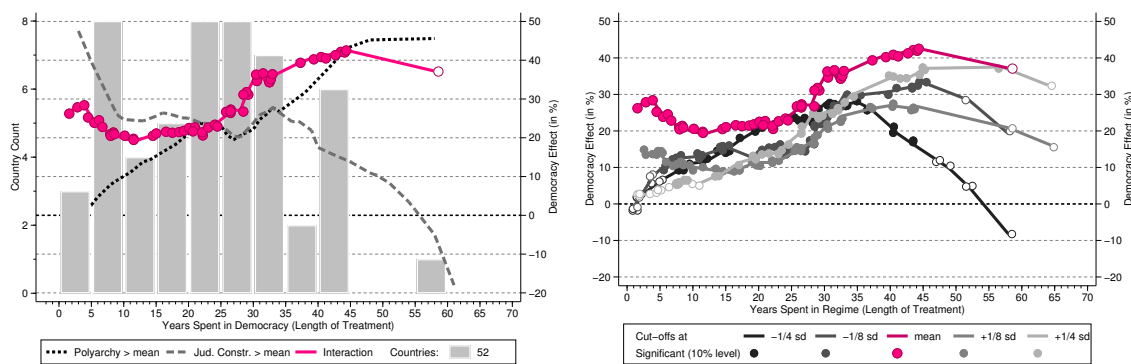 8
6
4
2
0
Country Count
50
40
30
20
10
0
−10
−20
Democracy Effect (in %)
0 5 10 15 20 25 30 35 40 45 50 55 60 65 70
Years Spent in Democracy (Length of Treatment)
Polyarchy > mean Jud. Constr. > mean Interaction Countries: 52
50
40
30
20
10
0
−10
−20
Democracy Effect (in %)
50
40
30
20
10
0
−10
−20
Democracy Effect (in %)
0 5 10 15 20 25 30 35 40 45 50 55 60 65 70
Years Spent in Regime (Length of Treatment)
Cut-offs at −1/4 sd −1/8 sd mean +1/8 sd +1/4 sd
Significant (10% level)